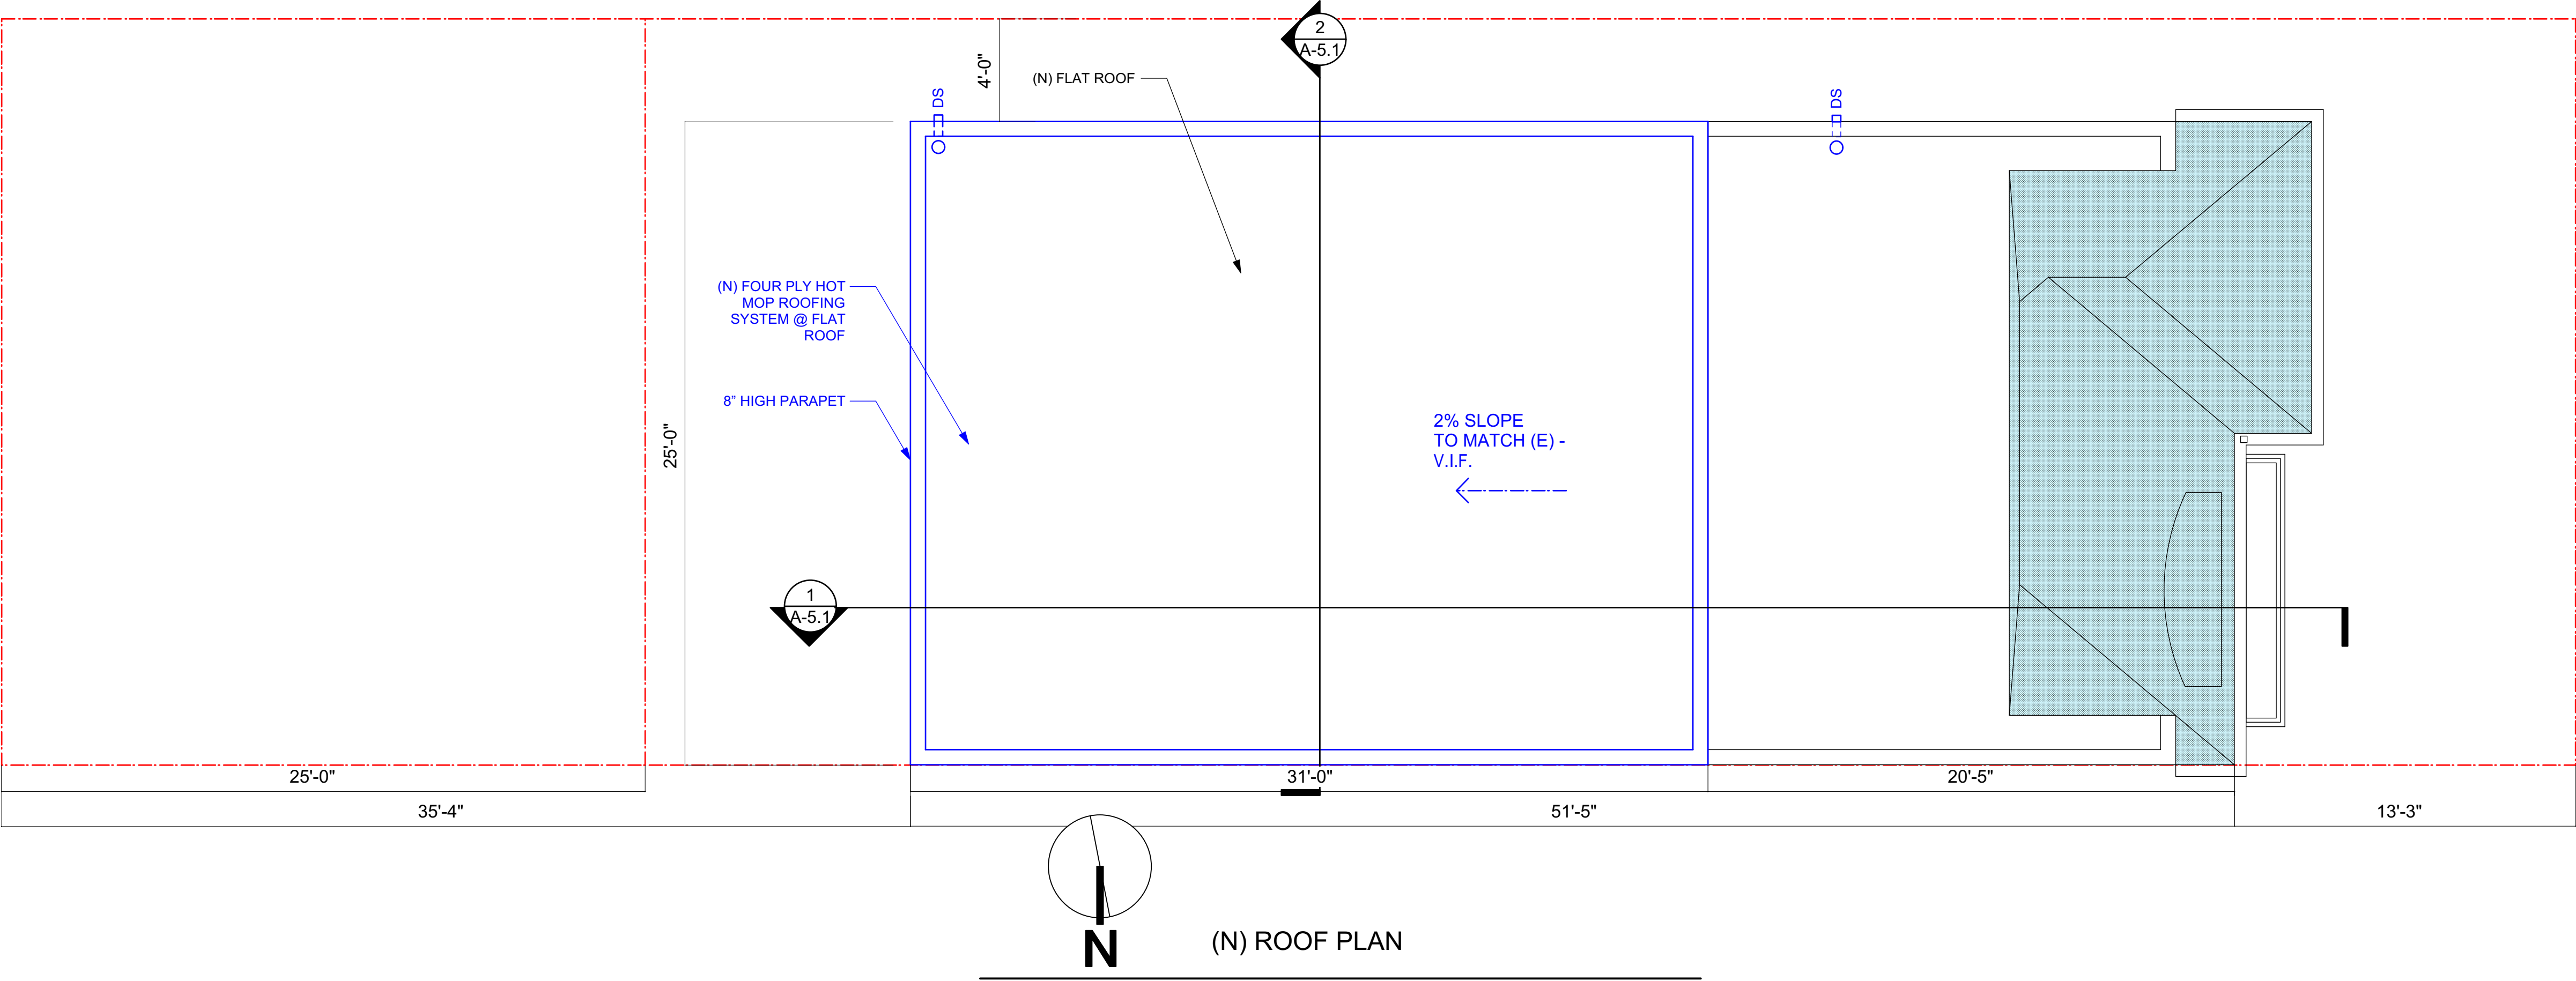 2
A-5.1
4'-0"
(N) FLAT ROOF
DS
DS
(N) FOUR PLY HOT
MOP ROOFING
SYSTEM @ FLAT
ROOF
8” HIGH PARAPET
25'-0"
2% SLOPE
TO MATCH (E) -
V.I.F.
1
A-5.1
25'-0"
31'-0"
20'-5"
35'-4"
51'-5"
13'-3"
N
(N) ROOF PLAN